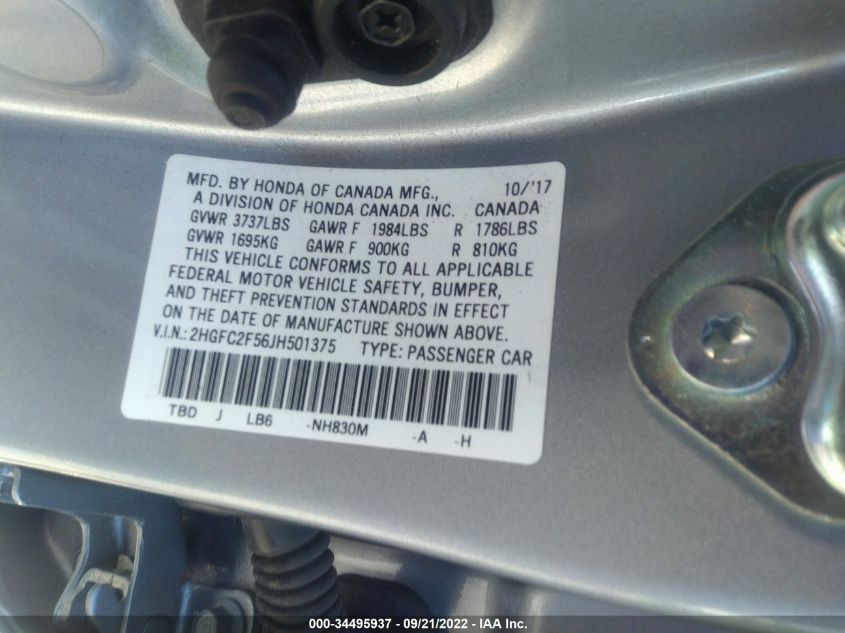 MFD. BY HONDA OF CANADA MFG., 10/'17
A DIVISION OF HONDA CANADA INC. CANADA
GVWR 3737LBS GAWR F 1984LBS R 1786LBS
GVWR 1695KG GAWR F 900KG R 810KG
THIS VEHICLE CONFORMS TO ALL APPLICABLE
FEDERAL MOTOR VEHICLE SAFETY, BUMPER,
AND THEFT PREVENTION STANDARDS IN EFFECT
ON THE DATE OF MANUFACTURE SHOWN ABOVE.
V.I.N.: 2HGFC2F56JH501375 TYPE: PASSENGER CAR
TBD J LB6 -NH830M -A -H
000-34495937 - 09/21/2022 - IAA Inc.